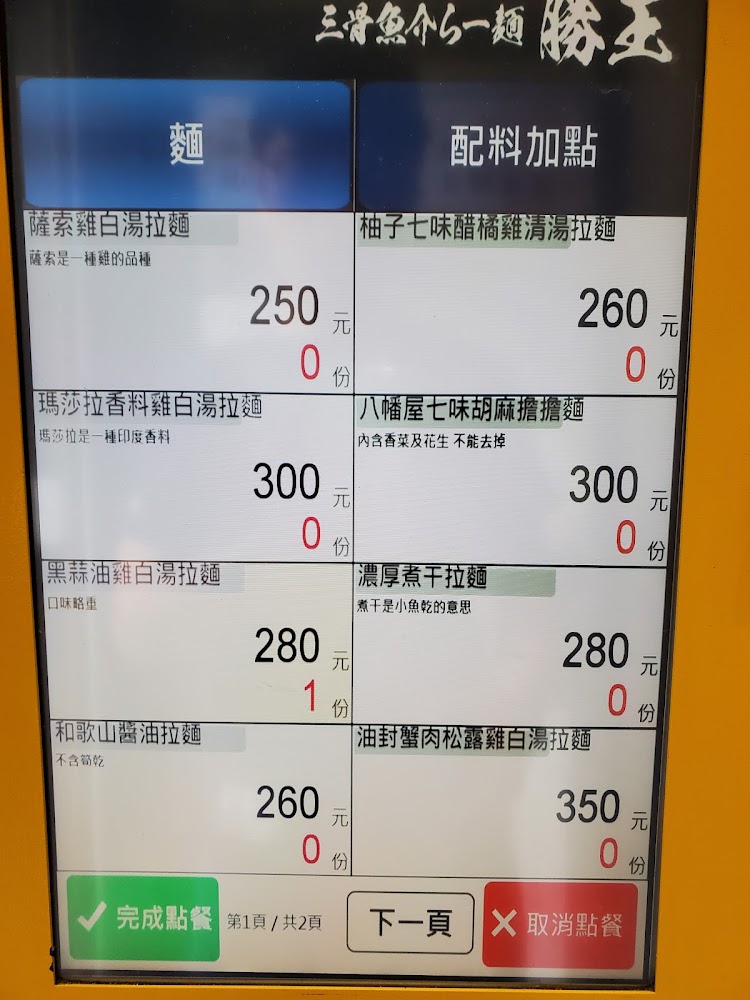 三骨魚介らー麵 勝王
麵
配料加點
薩索雞白湯拉麵
薩索是一種雞的品種
250 元
0 份
柚子七味醋橘雞清湯拉麵
260 元
0 份
瑪莎拉香料雞白湯拉麵
瑪莎拉是一種印度香料
300 元
0 份
八幡屋七味胡麻擔擔麵
內含香菜及花生 不能去掉
300 元
0 份
黑蒜油雞白湯拉麵
口味略重
280 元
1 份
濃厚煮干拉麵
煮干是小魚乾的意思
280 元
0 份
和歌山醬油拉麵
不含筍乾
260 元
0 份
油封蟹肉松露雞白湯拉麵
350 元
0 份
完成點餐
第1頁 / 共2頁
下一頁
取消點餐